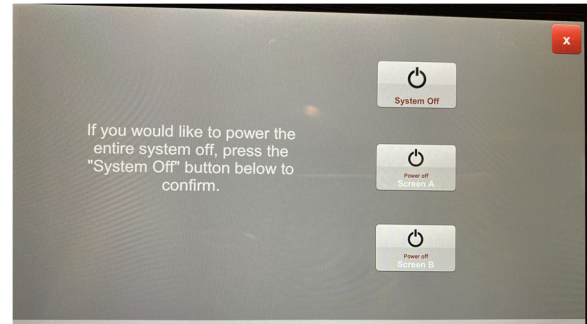 x
System Off
If you would like to power the
entire system off, press the
"System Off" button below to
confirm.
Power off
Screen A
Power off
Screen B